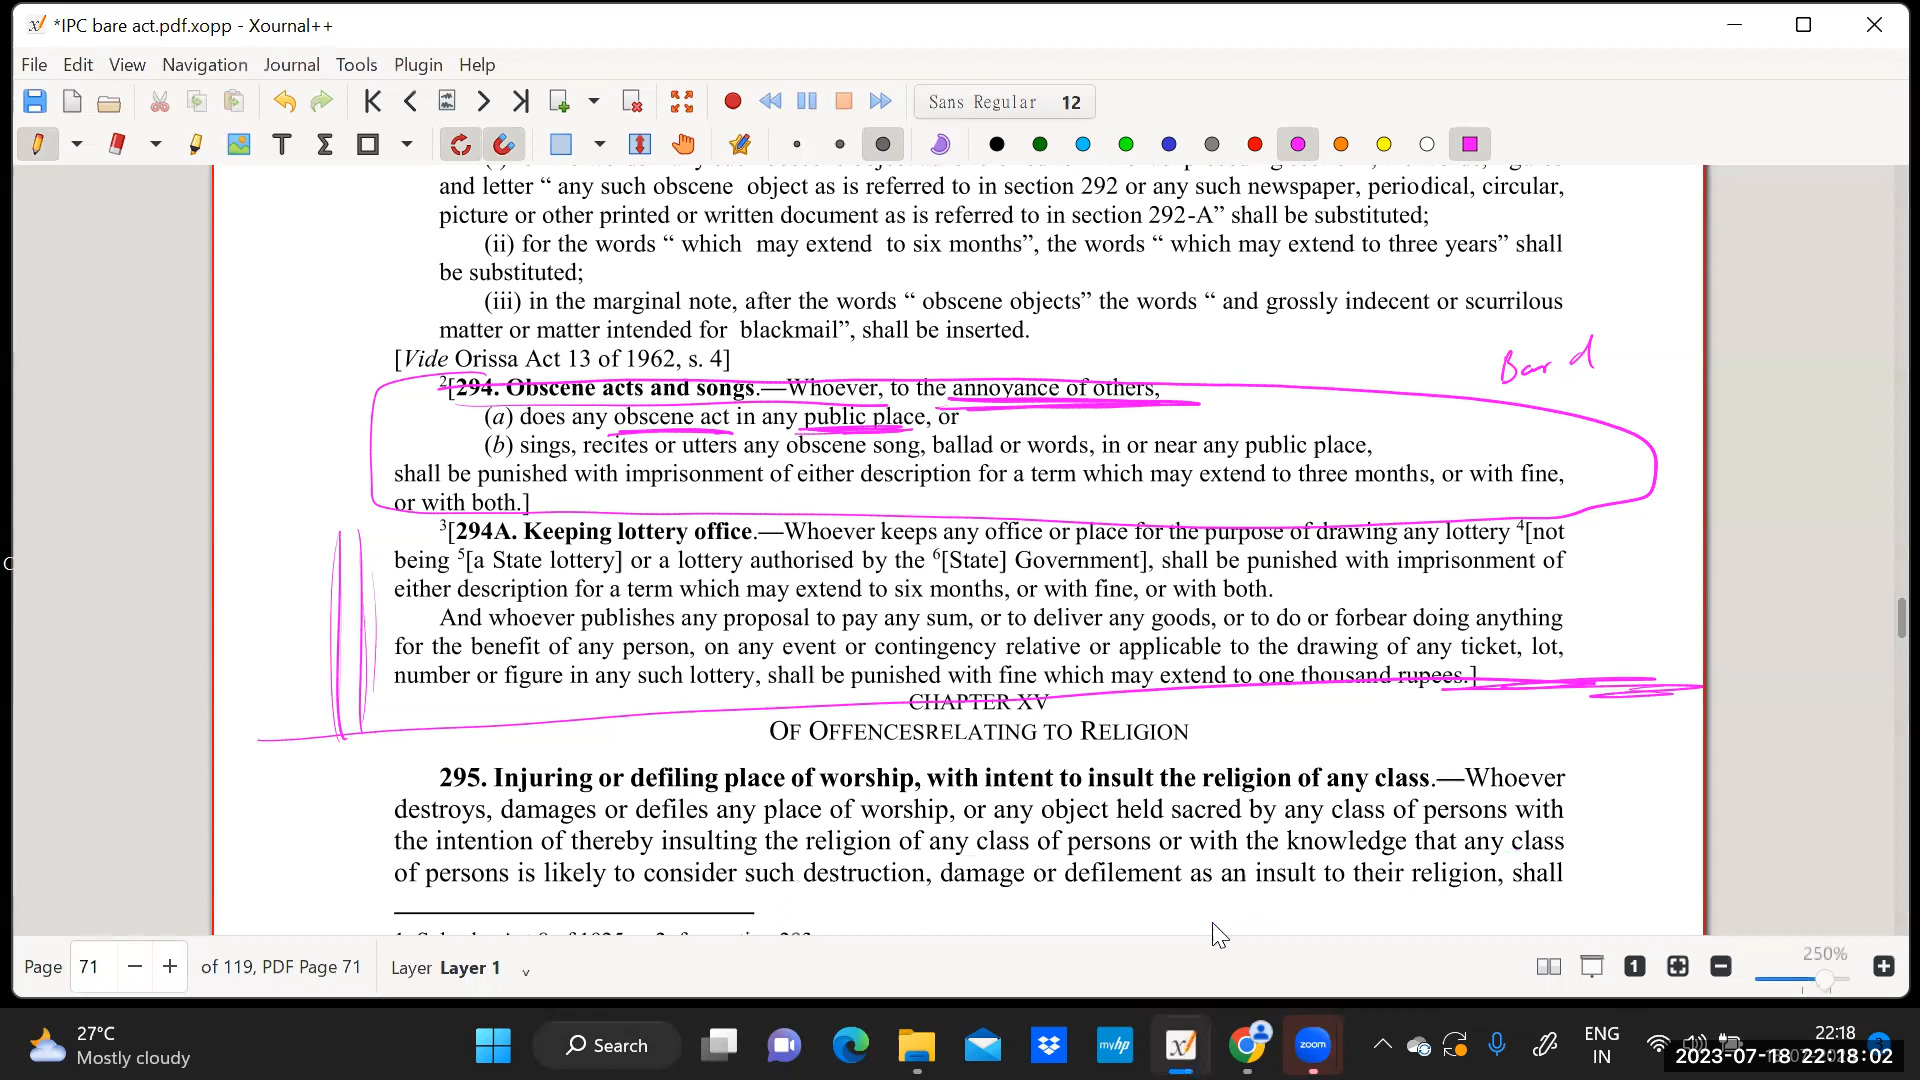 *IPC bare act.pdf.xopp - Xournal++
File Edit View Navigation Journal Tools Plugin Help
Sans Regular 12
and letter “ any such obscene object as is referred to in section 292 or any such newspaper, periodical, circular,
picture or other printed or written document as is referred to in section 292-A” shall be substituted;
(ii) for the words “ which may extend to six months”, the words “ which may extend to three years” shall
be substituted;
(iii) in the marginal note, after the words “ obscene objects” the words “ and grossly indecent or scurrilous
matter or matter intended for blackmail”, shall be inserted.
[Vide Orissa Act 13 of 1962, s. 4]
Bar d
2[294. Obscene acts and songs.—Whoever, to the annoyance of others,
(a) does any obscene act in any public place, or
(b) sings, recites or utters any obscene song, ballad or words, in or near any public place,
shall be punished with imprisonment of either description for a term which may extend to three months, or with fine,
or with both.]
3[294A. Keeping lottery office.—Whoever keeps any office or place for the purpose of drawing any lottery 4[not
being 5[a State lottery] or a lottery authorised by the 6[State] Government], shall be punished with imprisonment of
either description for a term which may extend to six months, or with fine, or with both.
And whoever publishes any proposal to pay any sum, or to deliver any goods, or to do or forbear doing anything
for the benefit of any person, on any event or contingency relative or applicable to the drawing of any ticket, lot,
number or figure in any such lottery, shall be punished with fine which may extend to one thousand rupees.]
CHAPTER XV
OF OFFENCESRELATING TO RELIGION
295. Injuring or defiling place of worship, with intent to insult the religion of any class.—Whoever
destroys, damages or defiles any place of worship, or any object held sacred by any class of persons with
the intention of thereby insulting the religion of any class of persons or with the knowledge that any class
of persons is likely to consider such destruction, damage or defilement as an insult to their religion, shall
Page 71 of 119, PDF Page 71 Layer Layer 1 250%
27°C
Mostly cloudy
Search
myhp
zoom
ENG
IN
22:18
2023-07-18 22:18:02